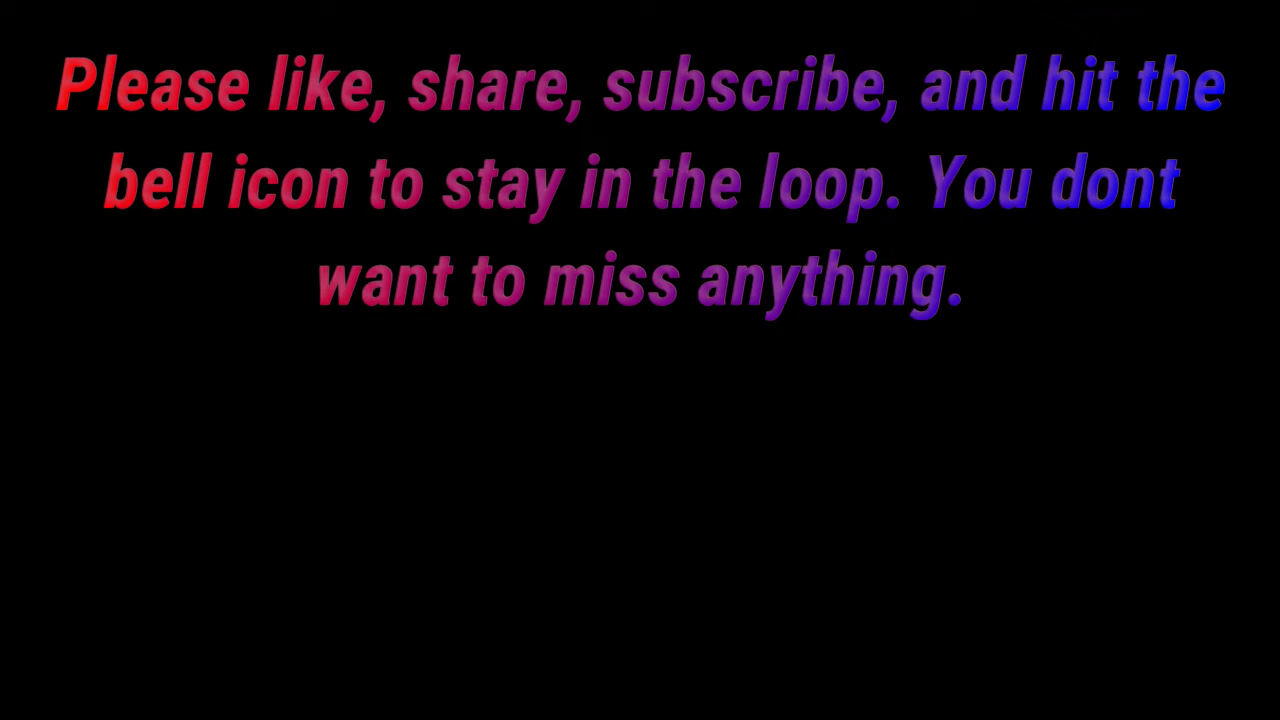 Please like, share, subscribe, and hit the
bell icon to stay in the loop. You dont
want to miss anything.